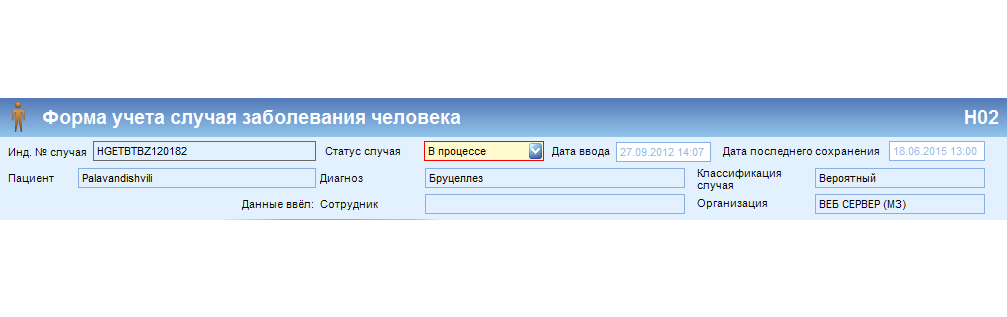 Форма учета случая заболевания человека H02
Инд. № случая HGETBTBZ120182 Статус случая В процессе Дата ввода 27.09.2012 14:07 Дата последнего сохранения 18.06.2015 13:00
Пациент Palavandishvili Диагноз Бруцеллез Классификация случая Вероятный
Данные ввёл: Сотрудник Организация ВЕБ СЕРВЕР (МЗ)